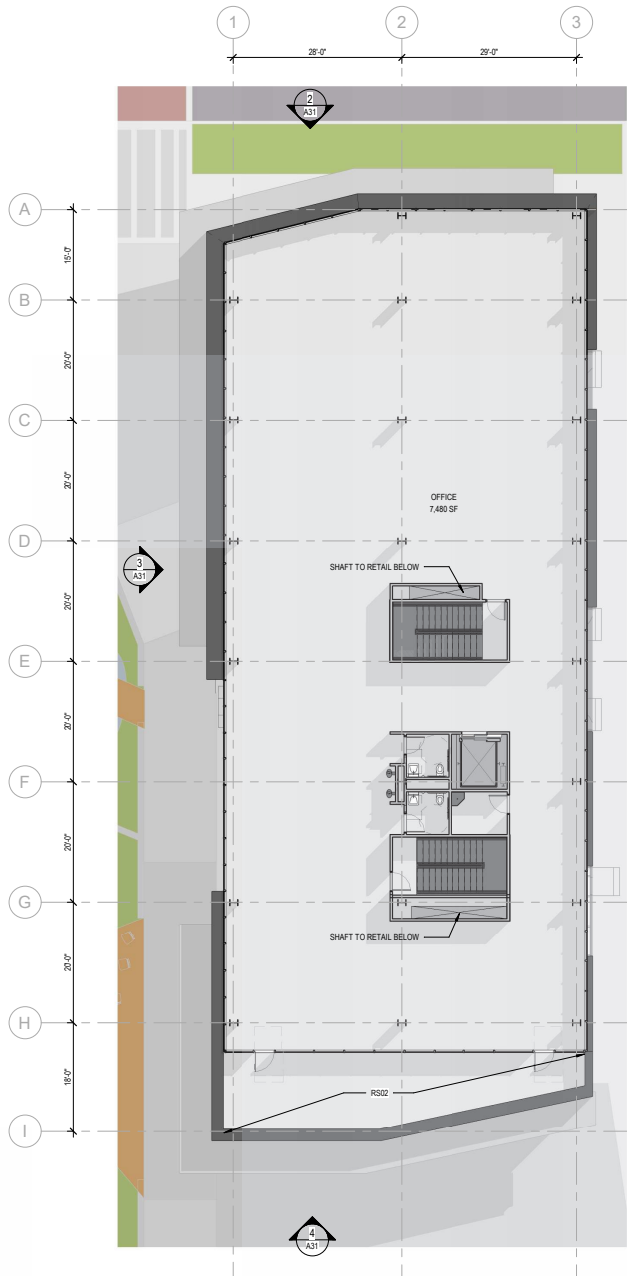 1
2
3
28'-0"
29'-0"
2
A31
A
15'-0"
B
20'-0"
C
20'-0"
OFFICE
7,480 SF
D
3
A31
SHAFT TO RETAIL BELOW
20'-0"
E
20'-0"
F
20'-0"
G
SHAFT TO RETAIL BELOW
20'-0"
H
18'-0"
RS02
I
4
A31